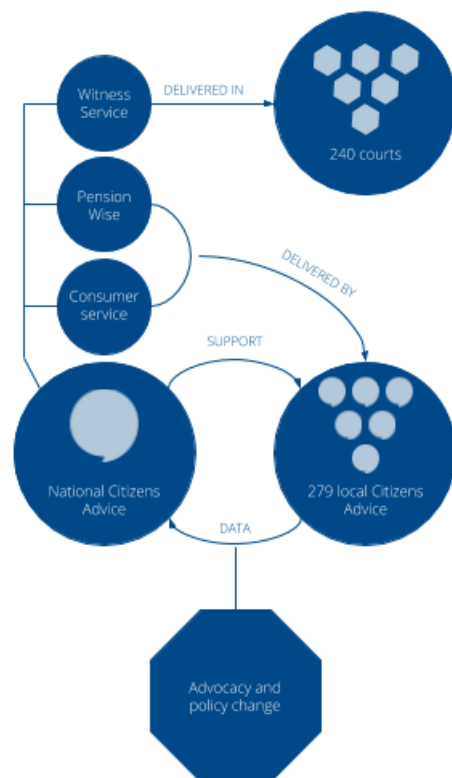 Witness
Service
DELIVERED IN
240 courts
Pension
Wise
Consumer
service
DELIVERED BY
SUPPORT
National Citizens
Advice
279 local Citizens
Advice
DATA
Advocacy and
policy change